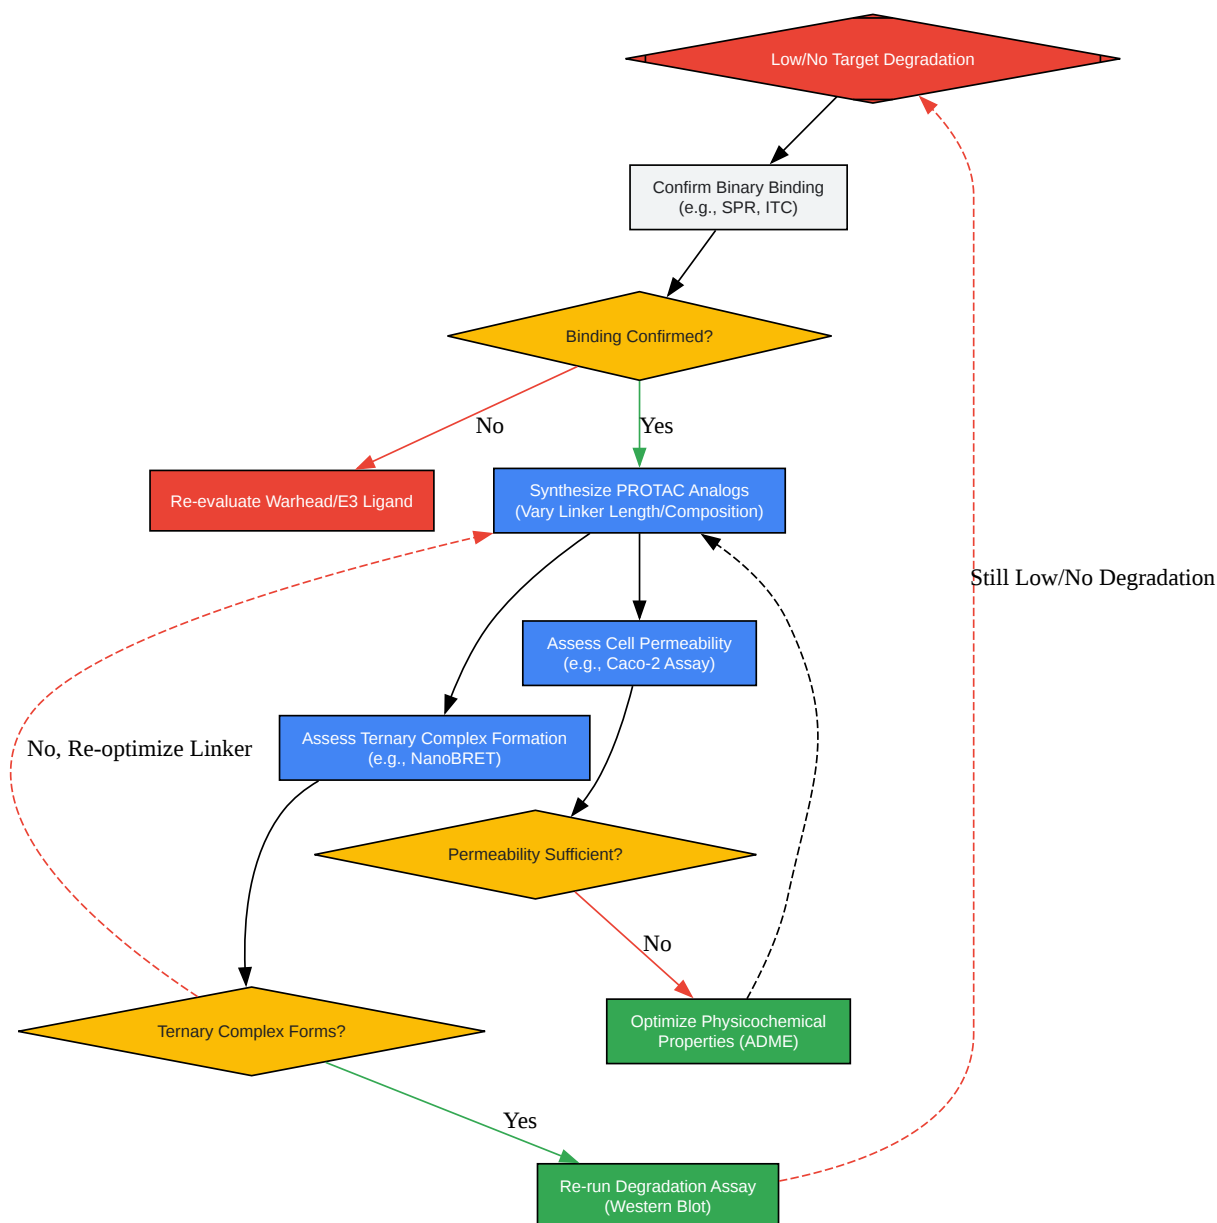 Low/No Target Degradation
Confirm Binary Binding
(e.g., SPR, ITC)
Binding Confirmed?
No
Yes
Re-evaluate Warhead/E3 Ligand
Synthesize PROTAC Analogs
(Vary Linker Length/Composition)
Still Low/No Degradation
Assess Cell Permeability
(e.g., Caco-2 Assay)
Assess Ternary Complex Formation
(e.g., NanoBRET)
No, Re-optimize Linker
Permeability Sufficient?
No
Ternary Complex Forms?
Optimize Physicochemical
Properties (ADME)
Yes
Re-run Degradation Assay
(Western Blot)